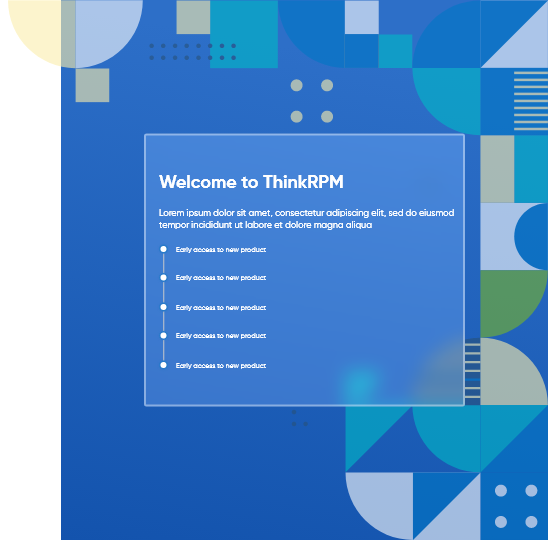 Welcome to ThinkRPM
Lorem ipsum dolor sit amet, consectetur adipiscing elit, sed do eiusmod
tempor incididunt ut labore et dolore magna aliqua
Early access to new product
Early access to new product
Early access to new product
Early access to new product
Early access to new product